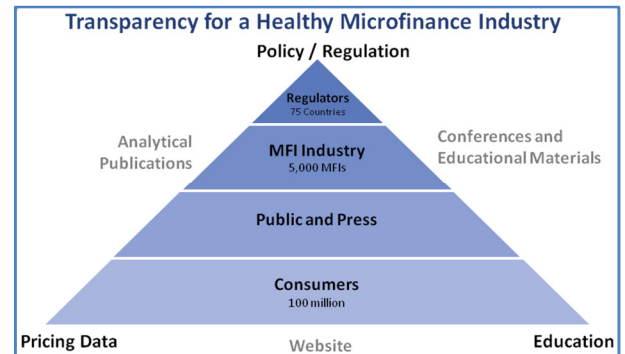 Transparency for a Healthy Microfinance Industry
Policy / Regulation
Regulators
75 Countries
Analytical
Publications
Conferences and
Educational Materials
MFI Industry
5,000 MFIs
Public and Press
Consumers
100 million
Pricing Data
Website
Education